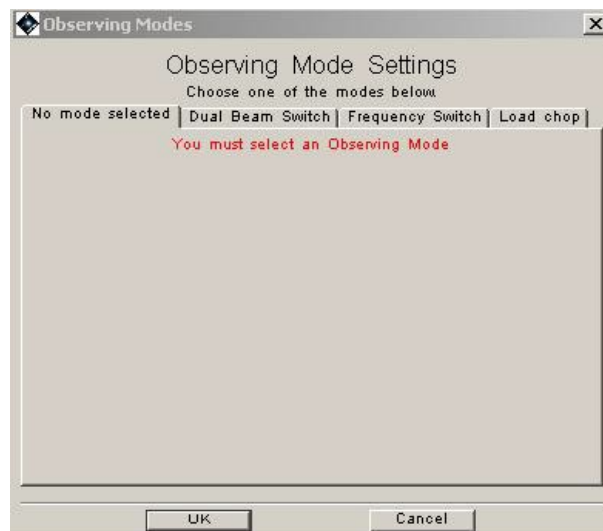 Observing Modes
Observing Mode Settings
Choose one of the modes below.
No mode selected Dual Beam Switch Frequency Switch Load chop
You must select an Observing Mode
OK Cancel